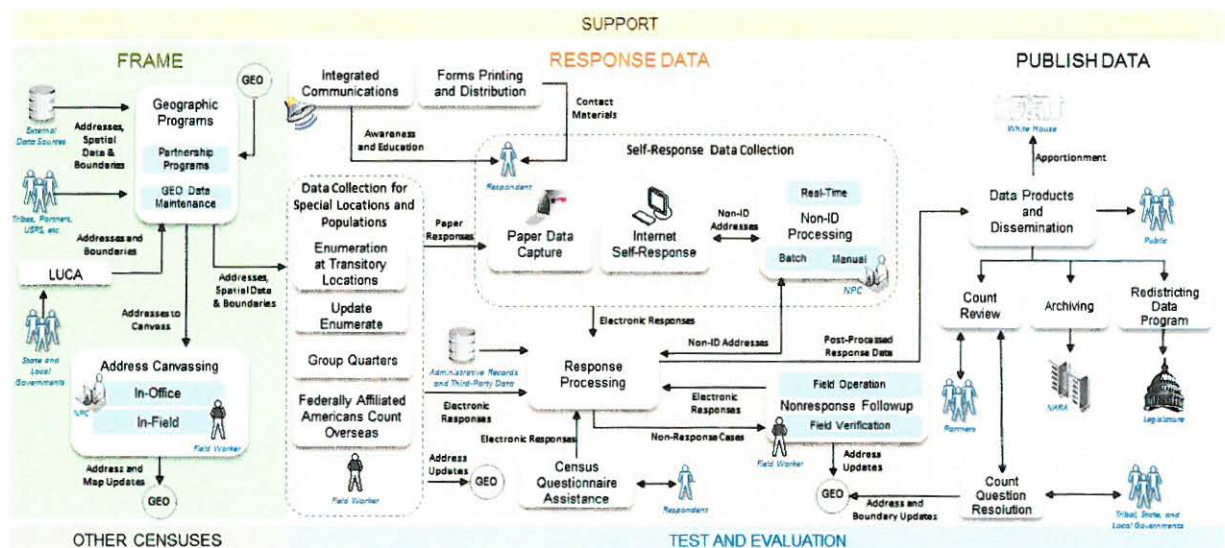 SUPPORT
FRAME
RESPONSE DATA
PUBLISH DATA
GEO
External
Data Sources
Addresses,
Spatial
Data &
Boundaries
Geographic
Programs
Partnership
Programs
GEO Data
Maintenance
Tribes, Partners,
USPS, etc
Addresses and
Boundaries
LUCA
State and
Local
Governments
Addresses to
Canvass
Addresses,
Spatial Data
& Boundaries
Address Canvassing
In-Office
NPC
In-Field
Field Worker
Address and
Map Updates
GEO
Integrated
Communications
Forms Printing
and Distribution
Contact
Materials
Awareness
and Education
Respondent
Data Collection for
Special Locations and
Populations
Enumeration
at Transitory
Locations
Update
Enumerate
Group Quarters
Federally Affiliated
Americans Count
Overseas
Field Worker
Paper
Responses
Self-Response Data Collection
Paper Data
Capture
Internet
Self-Response
Non-ID
Addresses
Real-Time
Non-ID
Processing
Batch
Manual
NPC
Electronic Responses
Non-ID Addresses
Post-Processed
Response Data
Administrative Records
and Third-Party Data
Response
Processing
Electronic
Responses
Electronic
Responses
Field Operation
Nonresponse Followup
Field Verification
Field Worker
Non-Response Cases
Electronic Responses
Address
Updates
GEO
Census
Questionnaire
Assistance
Respondent
Address
Updates
GEO
Address and
Boundary Updates
White House
Apportionment
Data Products
and
Dissemination
Public
Count
Review
Archiving
Redistricting
Data
Program
Partners
NARA
Legislature
Count
Question
Resolution
Tribal, State, and
Local Governments
OTHER CENSUSES
TEST AND EVALUATION